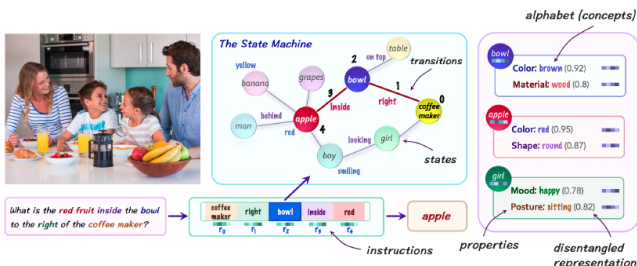 alphabet (concepts)
The State Machine
table
on top
2
bowl
transitions
yellow
banana
grapes
3
inside
1
right
0
coffee
maker
behind
man
red
apple
4
looking
girl
states
boy
smiling
bowl
Color: brown (0.92)
Material: wood (0.8)
apple
Color: red (0.95)
Shape: round (0.87)
girl
Mood: happy (0.78)
Posture: sitting (0.82)
What is the red fruit inside the bowl
to the right of the coffee maker?
coffee
maker
right
bowl
inside
red
r0
r1
r2
r3
r4
apple
instructions
properties
disentangled
representation